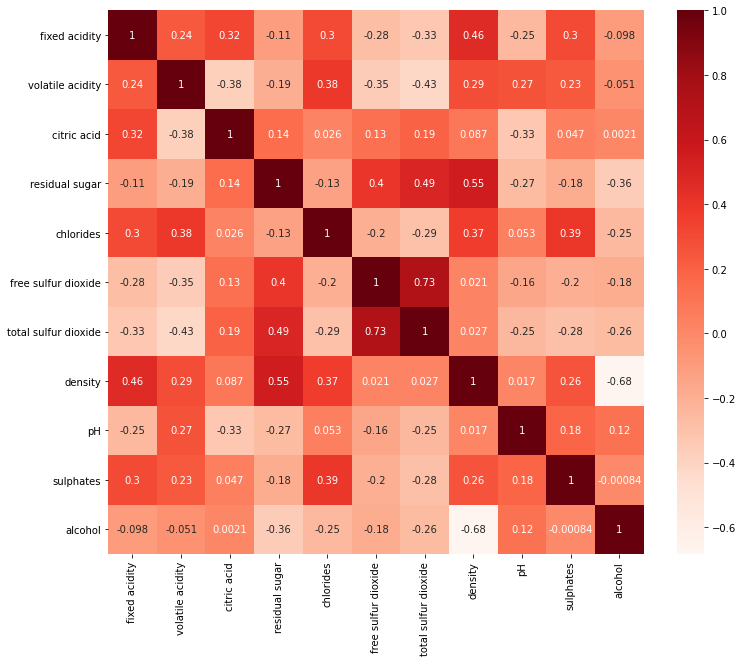 fixed acidity 1 0.24 0.32 -0.11 0.3 -0.28 -0.33 0.46 -0.25 0.3 -0.098
volatile acidity 0.24 1 -0.38 -0.19 0.38 -0.35 -0.43 0.29 0.27 0.23 -0.051
citric acid 0.32 -0.38 1 0.14 0.026 0.13 0.19 0.087 -0.33 0.047 0.0021
residual sugar -0.11 -0.19 0.14 1 -0.13 0.4 0.49 0.55 -0.27 -0.18 -0.36
chlorides 0.3 0.38 0.026 -0.13 1 -0.2 -0.29 0.37 0.053 0.39 -0.25
free sulfur dioxide -0.28 -0.35 0.13 0.4 -0.2 1 0.73 0.021 -0.16 -0.2 -0.18
total sulfur dioxide -0.33 -0.43 0.19 0.49 -0.29 0.73 1 0.027 -0.25 -0.28 -0.26
density 0.46 0.29 0.087 0.55 0.37 0.021 0.027 1 0.017 0.26 -0.68
pH -0.25 0.27 -0.33 -0.27 0.053 -0.16 -0.25 0.017 1 0.18 0.12
sulphates 0.3 0.23 0.047 -0.18 0.39 -0.2 -0.28 0.26 0.18 1 -0.00084
alcohol -0.098 -0.051 0.0021 -0.36 -0.25 -0.18 -0.26 -0.68 0.12 -0.00084 1
fixed acidity
volatile acidity
citric acid
residual sugar
chlorides
free sulfur dioxide
total sulfur dioxide
density
pH
sulphates
alcohol
1.0
0.8
0.6
0.4
0.2
0.0
−0.2
−0.4
−0.6